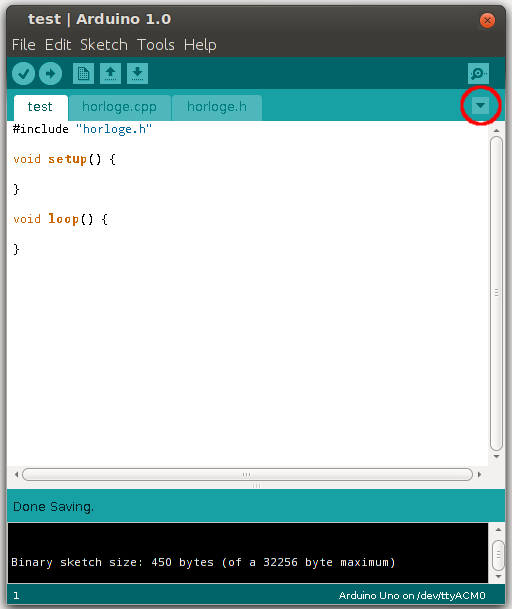 test | Arduino 1.0
File Edit Sketch Tools Help
test horloge.cpp horloge.h
#include "horloge.h"
void setup() {
}
void loop() {
}
Done Saving.
Binary sketch size: 450 bytes (of a 32256 byte maximum)
1 Arduino Uno on /dev/ttyACM0